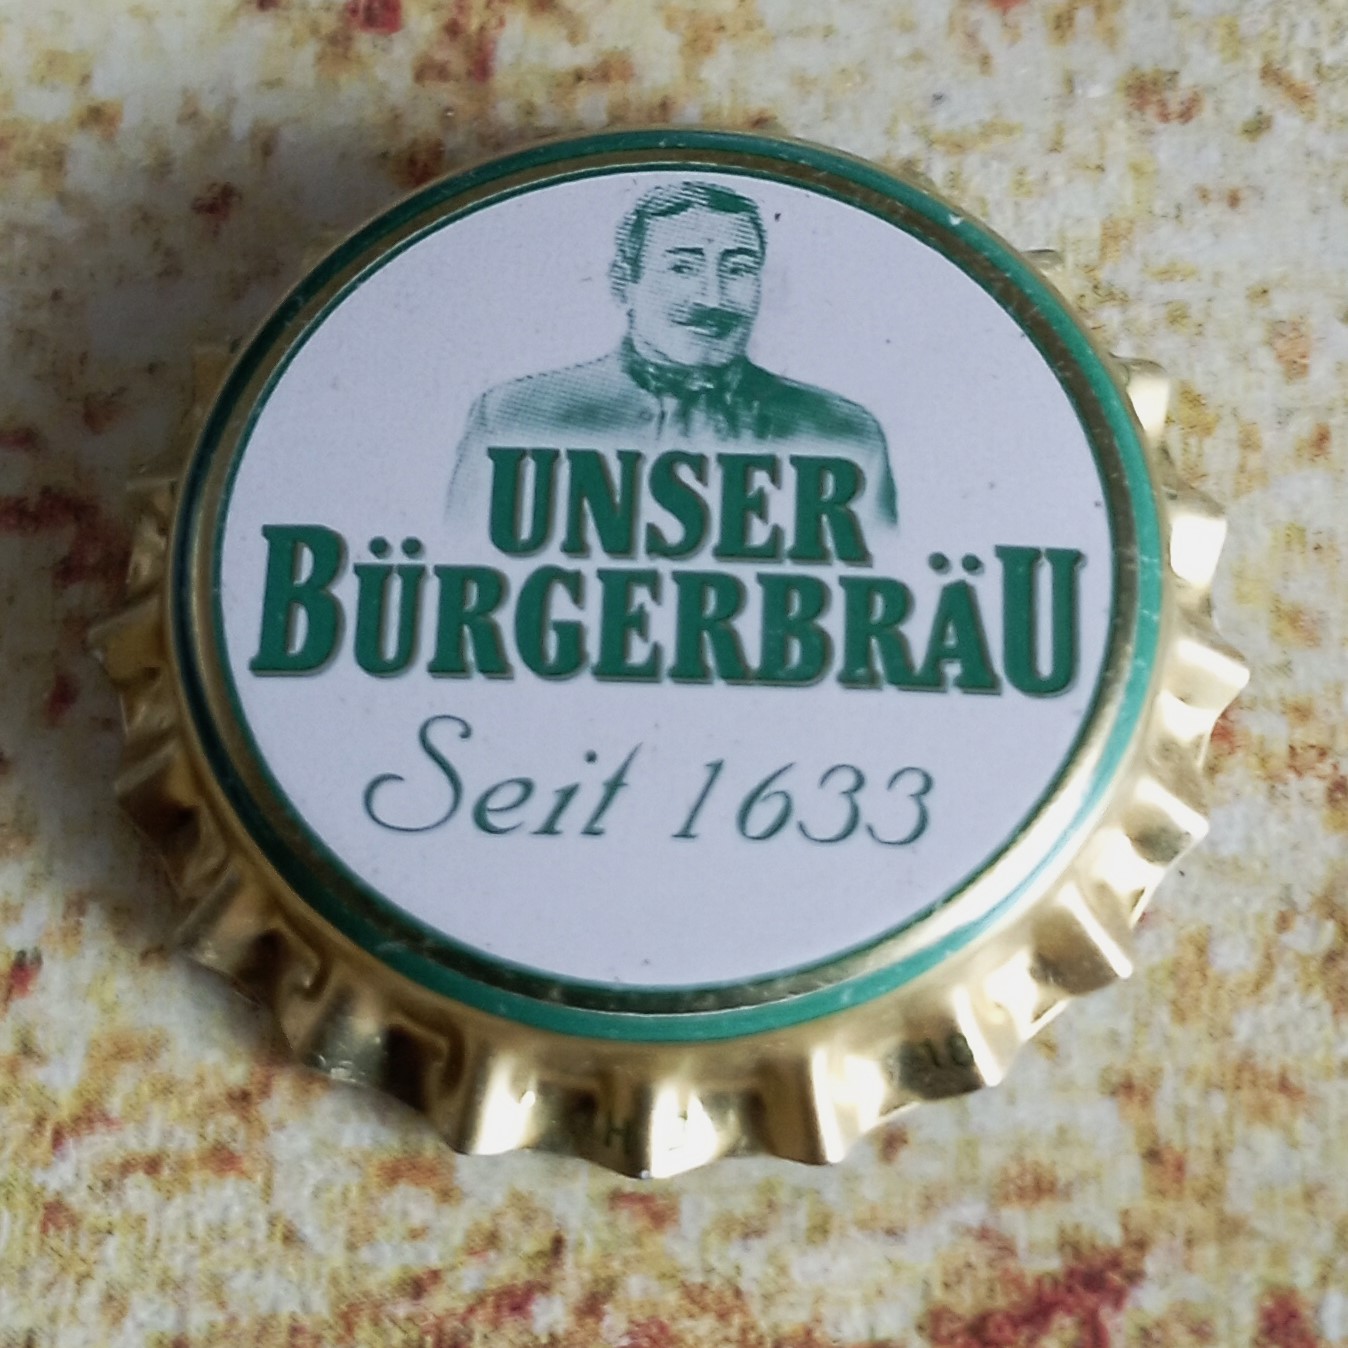 UNSER
BÜRGERBRÄU
Seit 1633